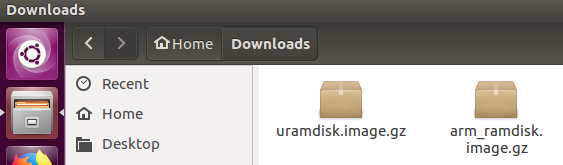 Downloads
Home Downloads
Recent
Home
Desktop
uramdisk.image.gz
arm_ramdisk.
image.gz